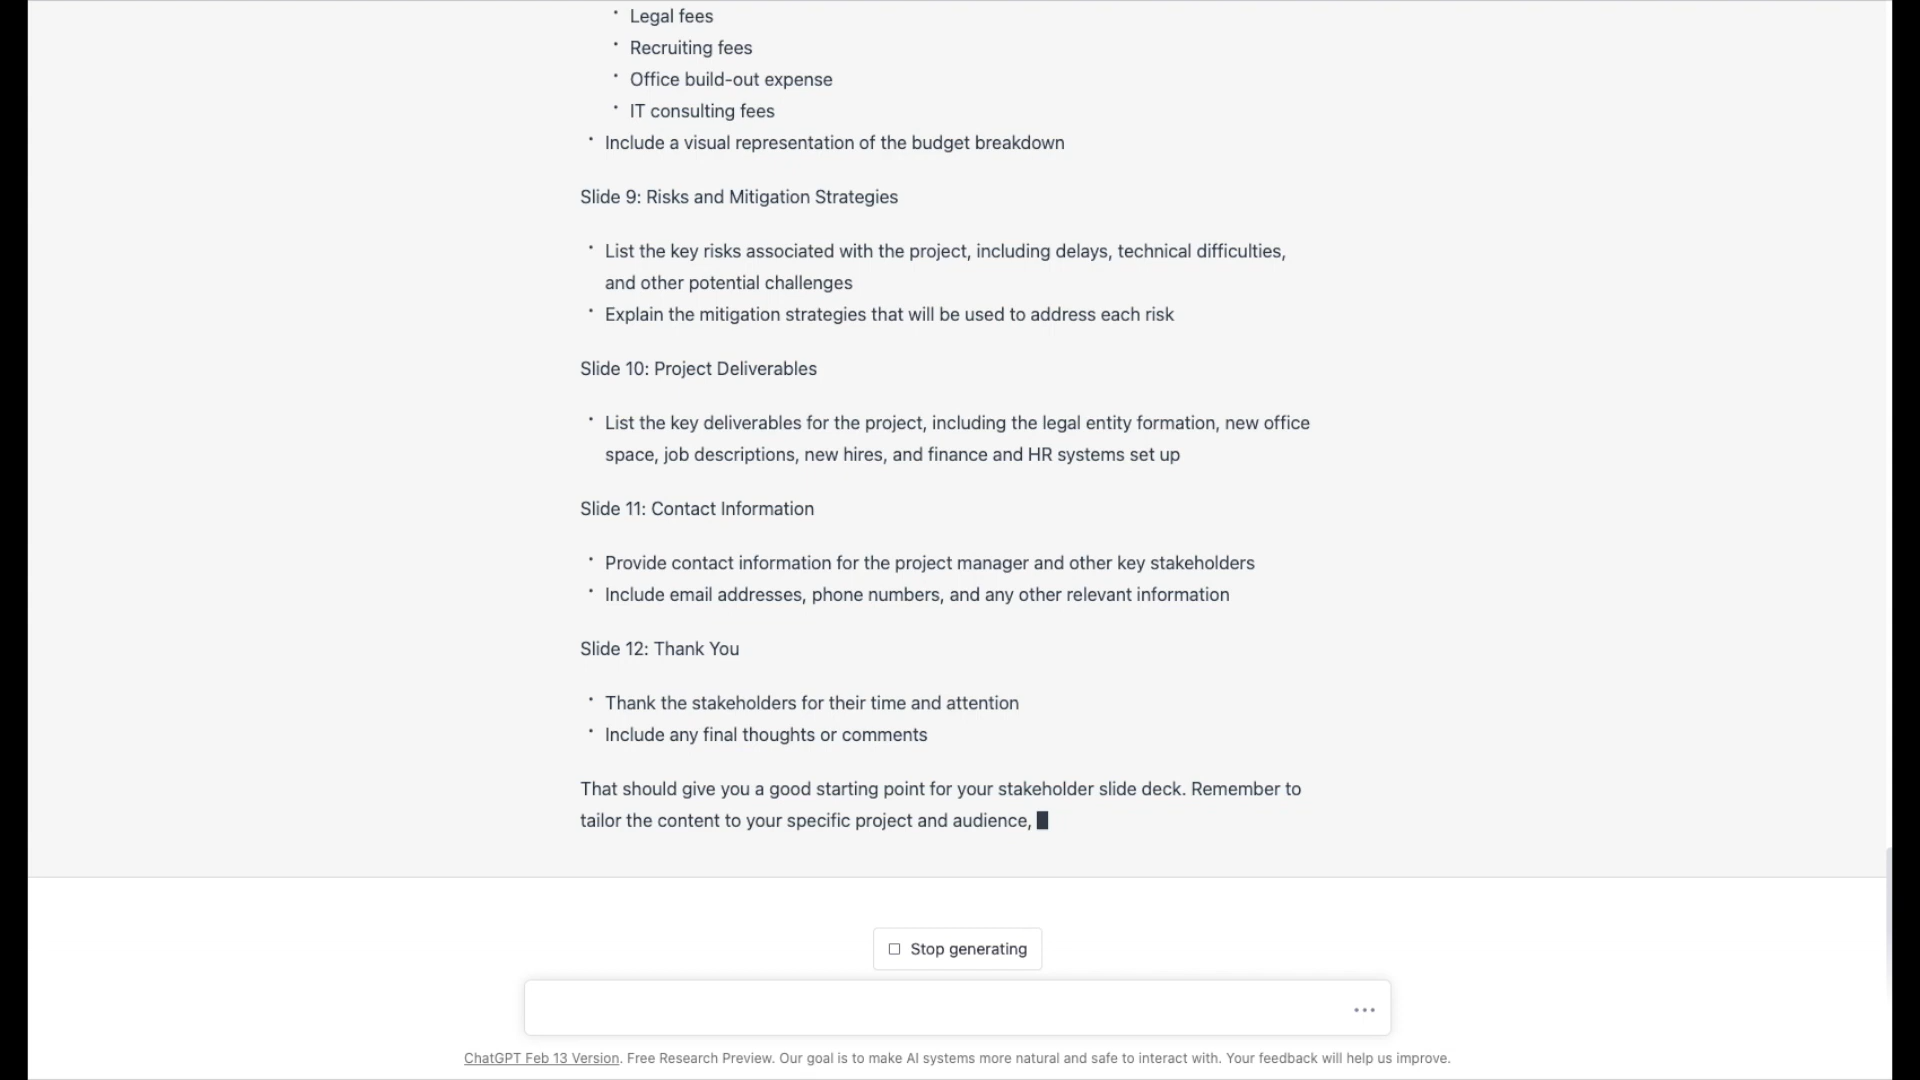 • Legal fees
• Recruiting fees
• Office build-out expense
• IT consulting fees
• Include a visual representation of the budget breakdown
Slide 9: Risks and Mitigation Strategies
• List the key risks associated with the project, including delays, technical difficulties,
and other potential challenges
• Explain the mitigation strategies that will be used to address each risk
Slide 10: Project Deliverables
• List the key deliverables for the project, including the legal entity formation, new office
space, job descriptions, new hires, and finance and HR systems set up
Slide 11: Contact Information
• Provide contact information for the project manager and other key stakeholders
• Include email addresses, phone numbers, and any other relevant information
Slide 12: Thank You
• Thank the stakeholders for their time and attention
• Include any final thoughts or comments
That should give you a good starting point for your stakeholder slide deck. Remember to
tailor the content to your specific project and audience,
Stop generating
ChatGPT Feb 13 Version. Free Research Preview. Our goal is to make AI systems more natural and safe to interact with. Your feedback will help us improve.